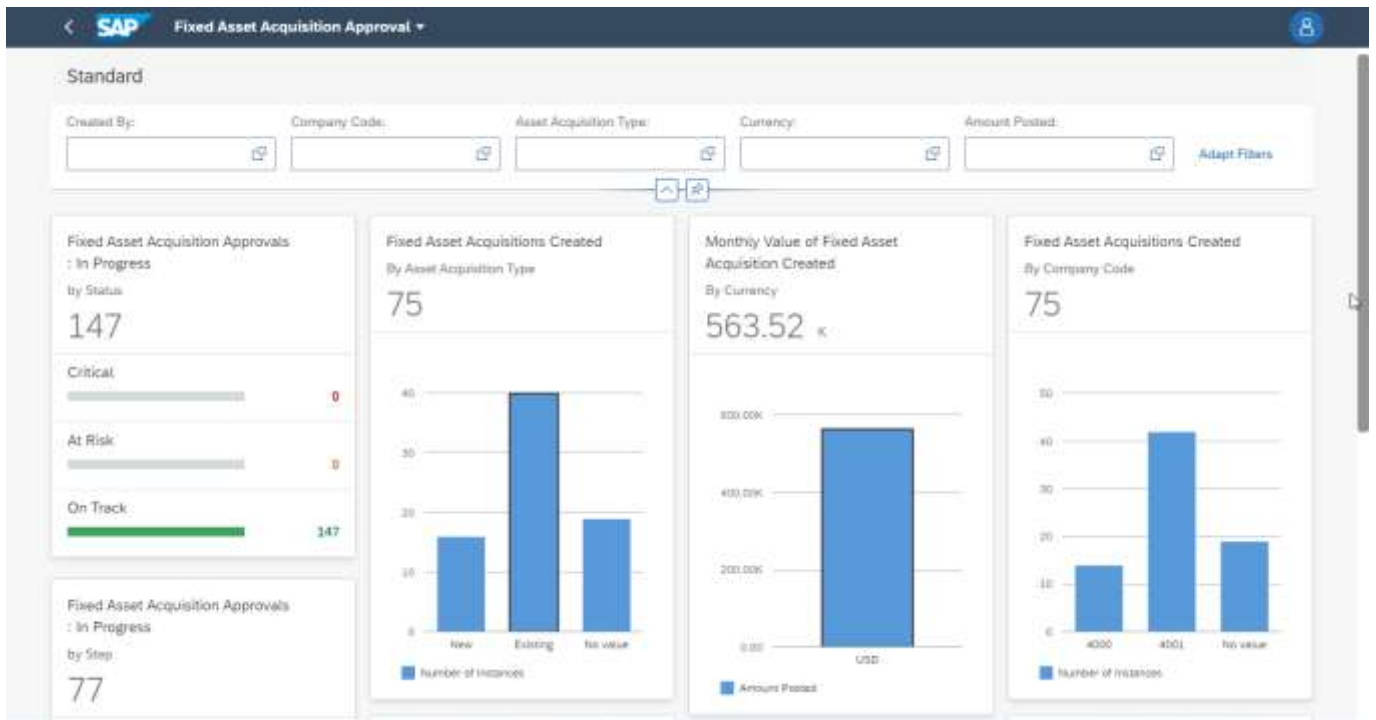 SAP Fixed Asset Acquisition Approval
Standard
Created By:
Company Code:
Asset Acquisition Type:
Currency:
Amount Posted:
Adapt Filters
Fixed Asset Acquisition Approvals
: In Progress
by Status
147
Critical
0
At Risk
0
On Track
147
Fixed Asset Acquisition Approvals
: In Progress
by Step
77
Fixed Asset Acquisitions Created
By Asset Acquisition Type
75
40
30
20
10
0
New Existing No value
Number of Instances
Monthly Value of Fixed Asset
Acquisition Created
By Currency
563.52 K
600.00K
400.00K
200.00K
0.00
USD
Amount Posted
Fixed Asset Acquisitions Created
By Company Code
75
50
40
30
20
10
0
4000 4001 No value
Number of Instances